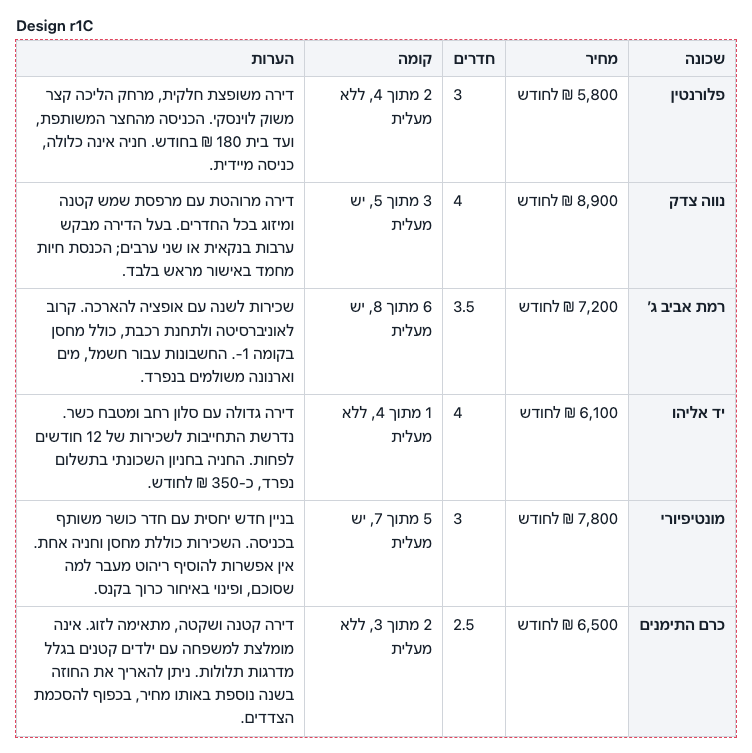 Design r1C
שכונה מחיר חדרים קומה הערות
פלורנטין 5,800 ₪ לחודש 3 2 מתוך 4, ללא דירה משופצת חלקית, מרחק הליכה קצר
מעלית משוק לוינסקי. הכניסה מהחצר המשותפת,
ועד בית 180 ₪ בחודש. חניה אינה כלולה,
כניסה מיידית.
נווה צדק 8,900 ₪ לחודש 4 3 מתוך 5, יש דירה מרוהטת עם מרפסת שמש קטנה
מעלית ומיזוג בכל החדרים. בעל הדירה מבקש
ערבות בנקאית או שני ערבים; הכנסת חיות
מחמד באישור מראש בלבד.
רמת אביב ג׳ 7,200 ₪ לחודש 3.5 6 מתוך 8, יש שכירות לשנה עם אופציה להארכה. קרוב
מעלית לאוניברסיטה ולתחנת רכבת, כולל מחסן
בקומה 1-. החשבונות עבור חשמל, מים
וארנונה משולמים בנפרד.
יד אליהו 6,100 ₪ לחודש 4 1 מתוך 4, ללא דירה גדולה עם סלון רחב ומטבח כשר.
מעלית נדרשת התחייבות לשכירות של 12 חודשים
לפחות. החניה בחניון השכונתי בתשלום
נפרד, כ-350 ₪ לחודש.
מונטיפיורי 7,800 ₪ לחודש 3 5 מתוך 7, יש בניין חדש יחסית עם חדר כושר משותף
מעלית בכניסה. השכירות כוללת מחסן וחניה אחת.
אין אפשרות להוסיף ריהוט מעבר למה
שסוכם, ופינוי באיחור כרוך בקנס.
כרם התימנים 6,500 ₪ לחודש 2.5 2 מתוך 3, ללא דירה קטנה ושקטה, מתאימה לזוג. אינה
מעלית מומלצת למשפחה עם ילדים קטנים בגלל
מדרגות תלולות. ניתן להאריך את החוזה
בשנה נוספת באותו מחיר, בכפוף להסכמת
הצדדים.